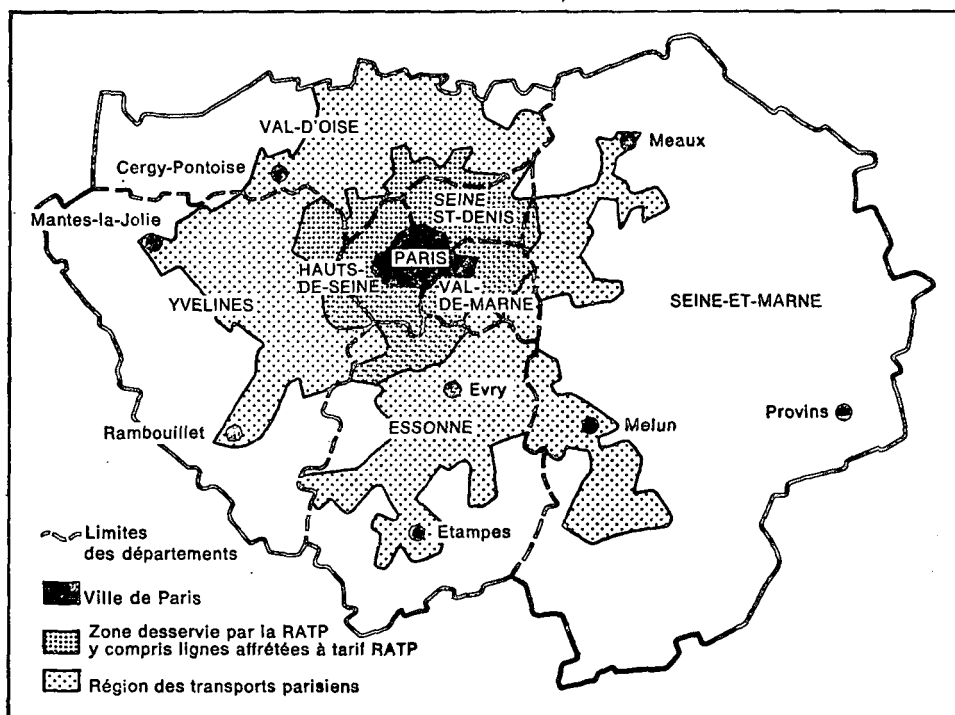 VAL-D'OISE
Meaux
Cergy-Pontoise
SEINE
ST-DENIS
Mantes-la-Jolie
PARIS
HAUTS-
DE-SEINE
VAL-
DE-MARNE
YVELINES
SEINE-ET-MARNE
Evry
Provins
Melun
Rambouillet
ESSONNE
Etampes
Limites
des départements
Ville de Paris
Zone desservie par la RATP
y compris lignes affrétées à tarif RATP
Région des transports parisiens